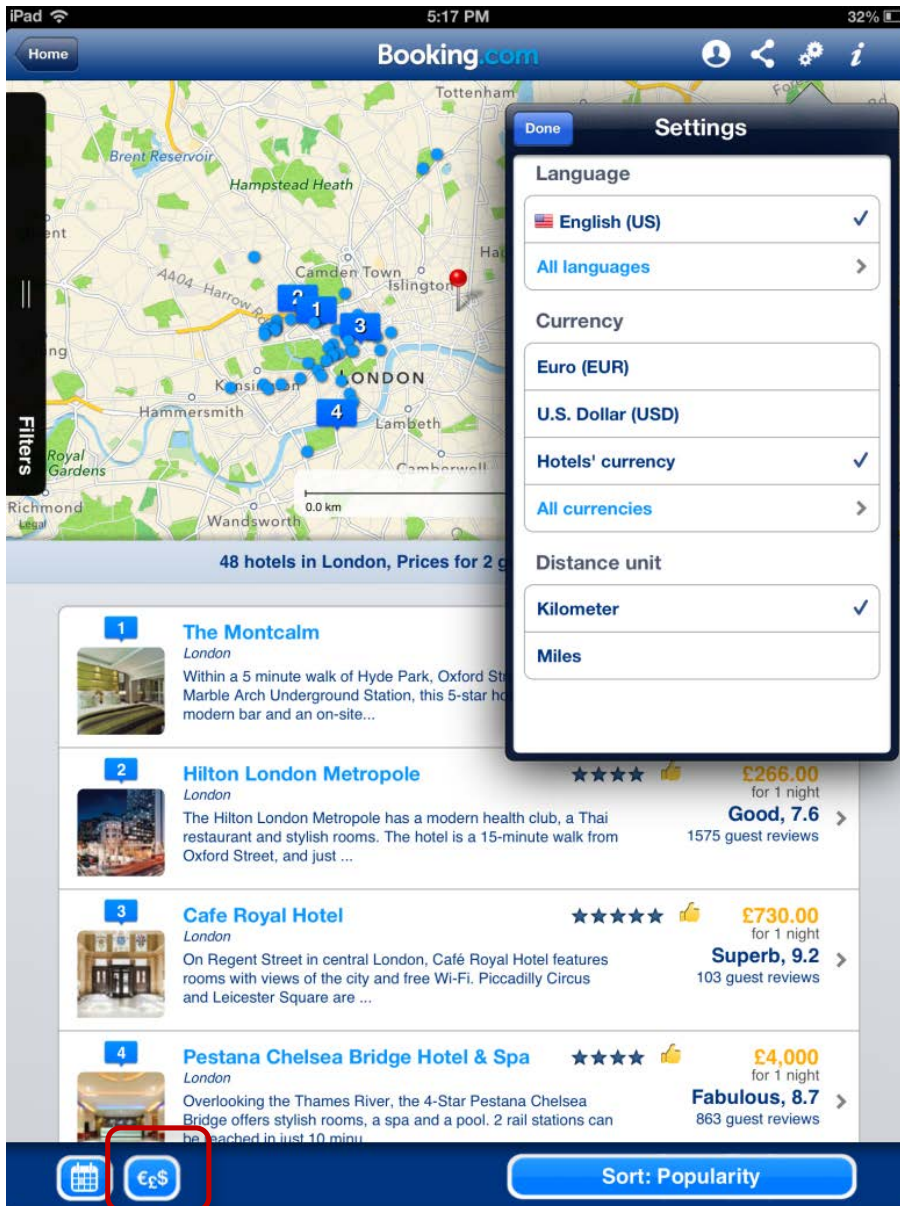 iPad 5:17 PM 32%
Home Booking.com i
Tottenham
Brent Reservoir
Hampstead Heath
ent
A404
Harrow
Camden Town
Islington
2 1 3
ng
LONDON
Hammersmith
4
Lambeth
Filters
Royal
Gardens
Camberwell
Richmond
0.0 km
Legal
Wandsworth
Done Settings
Language
English (US)
All languages
Currency
Euro (EUR)
U.S. Dollar (USD)
Hotels' currency
All currencies
Distance unit
Kilometer
Miles
48 hotels in London, Prices for 2 g
1
The Montcalm
London
Within a 5 minute walk of Hyde Park, Oxford
Marble Arch Underground Station, this 5-star
modern bar and an on-site...
2
Hilton London Metropole £266.00
London for 1 night
The Hilton London Metropole has a modern health club, a Thai Good, 7.6
restaurant and stylish rooms. The hotel is a 15-minute walk from 1575 guest reviews
Oxford Street, and just ...
3
Cafe Royal Hotel £730.00
London for 1 night
On Regent Street in central London, Café Royal Hotel features Superb, 9.2
rooms with views of the city and free Wi-Fi. Piccadilly Circus 103 guest reviews
and Leicester Square are ...
4
Pestana Chelsea Bridge Hotel & Spa £4,000
London for 1 night
Overlooking the Thames River, the 4-Star Pestana Chelsea Fabulous, 8.7
Bridge offers stylish rooms, a spa and a pool. 2 rail stations can 863 guest reviews
be reached in just 10 minu
€£$ Sort: Popularity